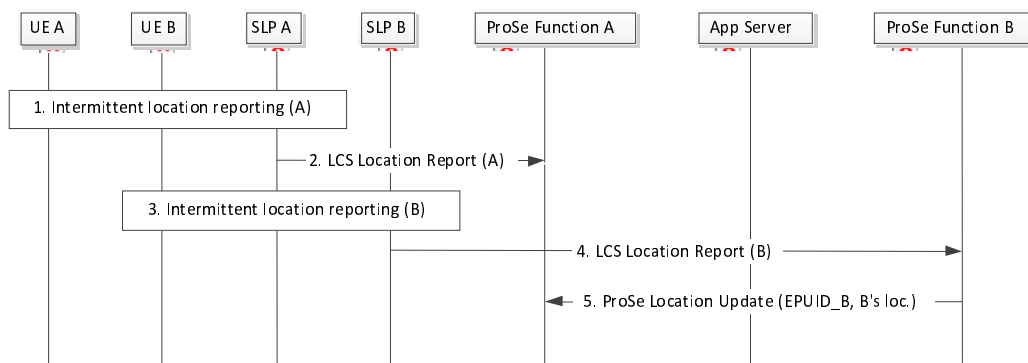 UE A
UE B
SLP A
SLP B
ProSe Function A
App Server
ProSe Function B
1. Intermittent location reporting (A)
2. LCS Location Report (A)
3. Intermittent location reporting (B)
4. LCS Location Report (B)
5. ProSe Location Update (EPUID_B, B's loc.)